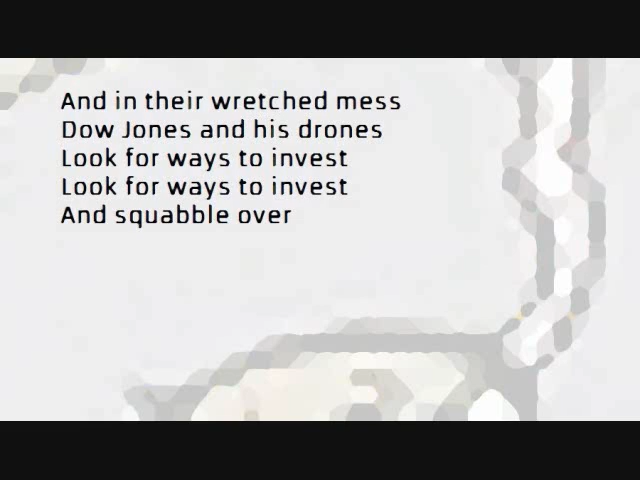 And in their wretched mess
Dow Jones and his drones
Look for ways to invest
Look for ways to invest
And squabble over